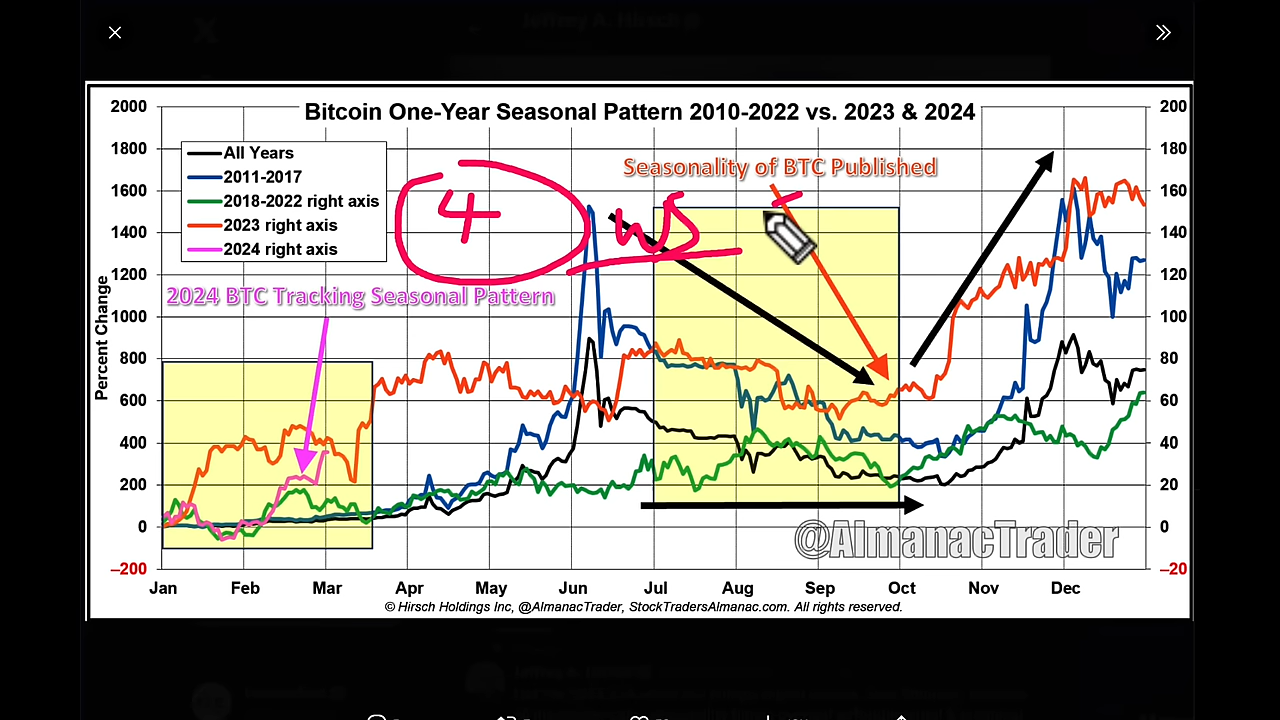 Bitcoin One-Year Seasonal Pattern 2010-2022 vs. 2023 & 2024
2000
200
1800
180
1600
160
1400
140
1200
120
1000
100
800
80
600
60
400
40
200
20
0
0
–200
–20
Percent Change
All Years
2011-2017
2018-2022 right axis
2023 right axis
2024 right axis
Seasonality of BTC Published
4
2024 BTC Tracking Seasonal Pattern
@AlmanacTrader
Jan Feb Mar Apr May Jun Jul Aug Sep Oct Nov Dec
© Hirsch Holdings Inc, @AlmanacTrader, StockTradersAlmanac.com. All rights reserved.